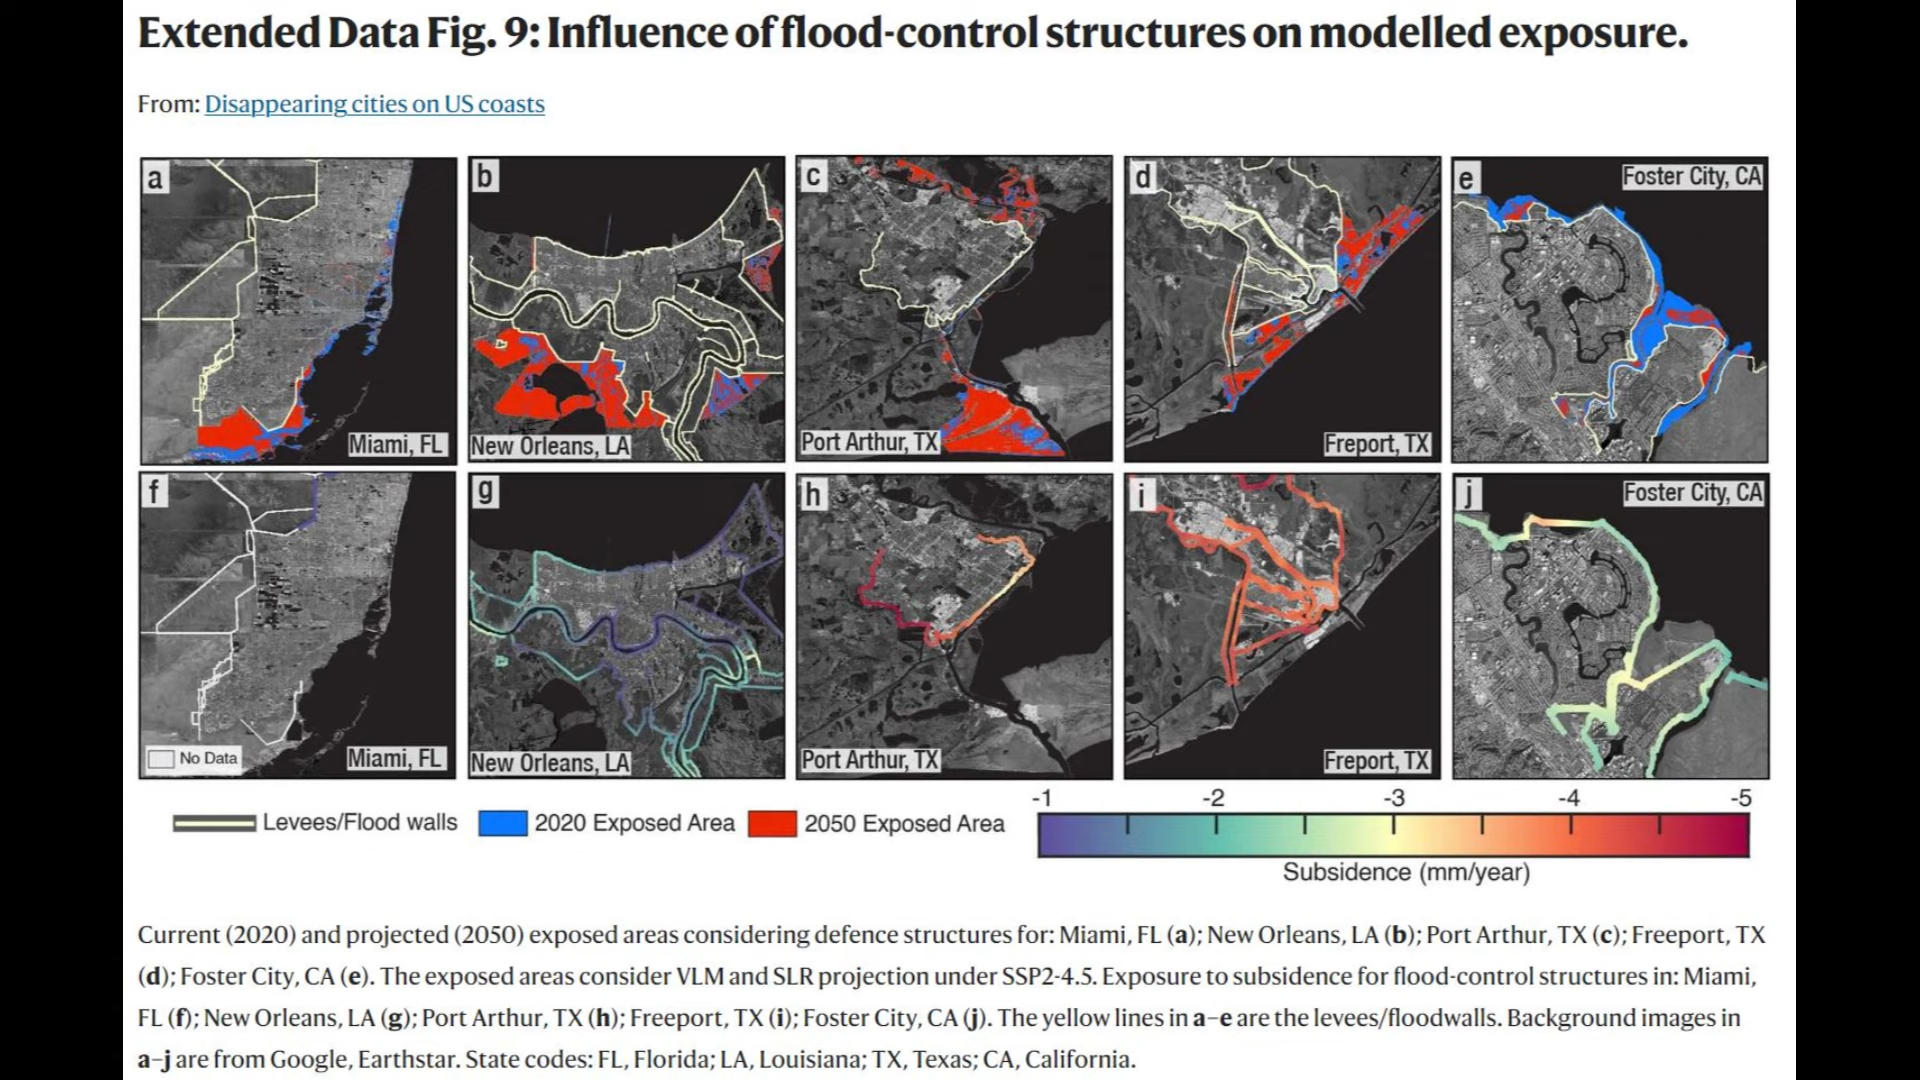 Extended Data Fig. 9: Influence of flood-control structures on modelled exposure.
From: Disappearing cities on US coasts
a
b
c
d
e
Foster City, CA
Miami, FL
New Orleans, LA
Port Arthur, TX
Freport, TX
f
g
h
i
j
Foster City, CA
No Data
Miami, FL
New Orleans, LA
Port Arthur, TX
Freport, TX
Levees/Flood walls
2020 Exposed Area
2050 Exposed Area
-1
-2
-3
-4
-5
Subsidence (mm/year)
Current (2020) and projected (2050) exposed areas considering defence structures for: Miami, FL (a); New Orleans, LA (b); Port Arthur, TX (c); Freeport, TX
(d); Foster City, CA (e). The exposed areas consider VLM and SLR projection under SSP2-4.5. Exposure to subsidence for flood-control structures in: Miami,
FL (f); New Orleans, LA (g); Port Arthur, TX (h); Freeport, TX (i); Foster City, CA (j). The yellow lines in a–e are the levees/floodwalls. Background images in
a–j are from Google, Earthstar. State codes: FL, Florida; LA, Louisiana; TX, Texas; CA, California.